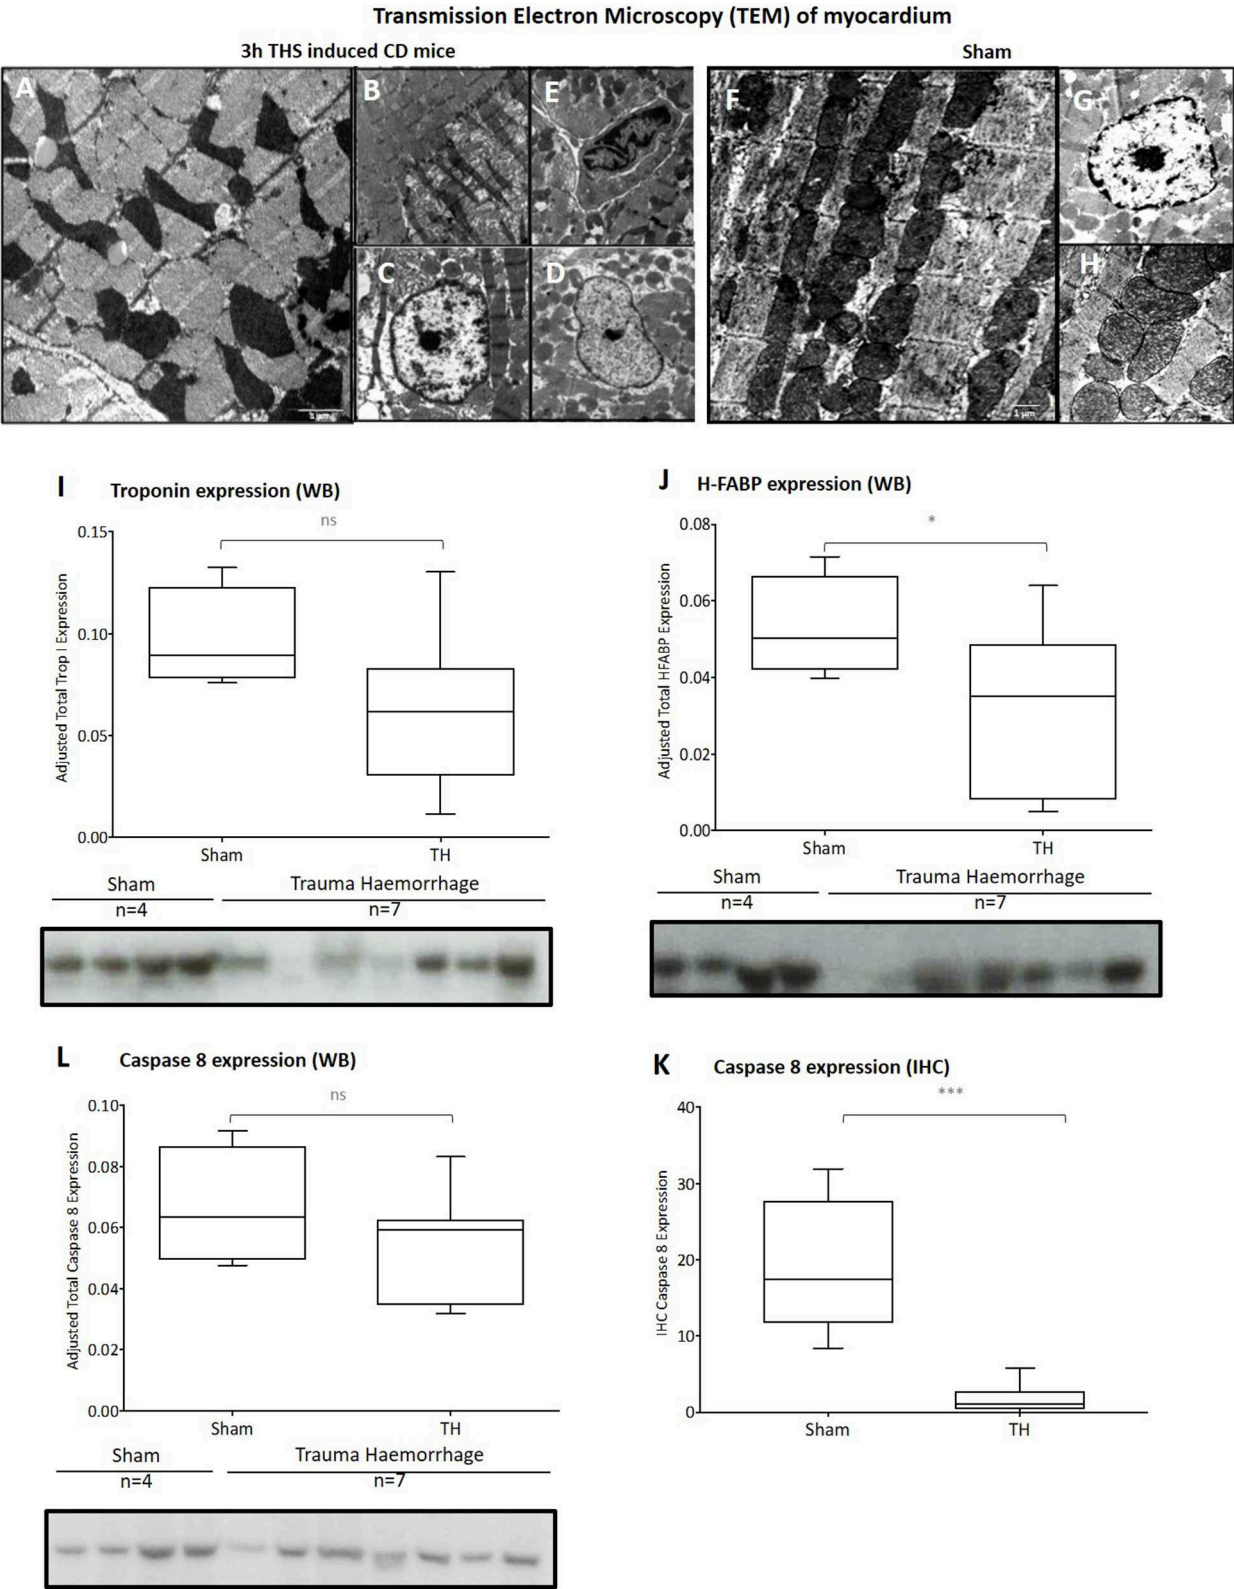 Transmission Electron Microscopy (TEM) of myocardium
3h THS induced CD mice
Sham
A
B
E
C
D
1 µm
F
G
H
1 µm
I
Troponin expression (WB)
ns
Adjusted Total Trop I Expression
0.15
0.10
0.05
0.00
Sham
TH
Sham
Trauma Haemorrhage
n=4
n=7
J
H-FABP expression (WB)
*
Adjusted Total HFABP Expression
0.08
0.06
0.04
0.02
0.00
Sham
TH
Sham
Trauma Haemorrhage
n=4
n=7
L
Caspase 8 expression (WB)
ns
Adjusted Total Caspase 8 Expression
0.10
0.08
0.06
0.04
0.02
0.00
Sham
TH
Sham
Trauma Haemorrhage
n=4
n=7
K
Caspase 8 expression (IHC)
***
IHC Caspase 8 Expression
40
30
20
10
0
Sham
TH